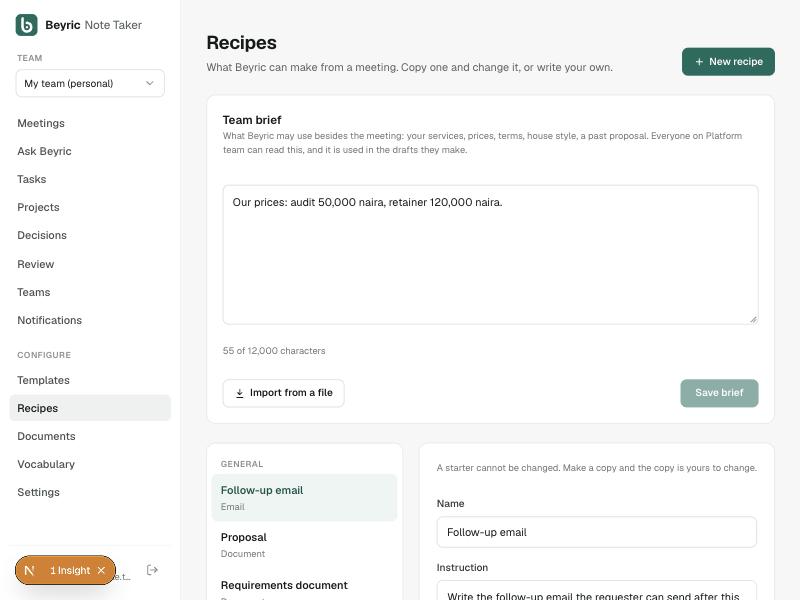 Beyric Note Taker
TEAM
My team (personal)
Meetings
Ask Beyric
Tasks
Projects
Decisions
Review
Teams
Notifications
CONFIGURE
Templates
Recipes
Documents
Vocabulary
Settings
1 Insight
Recipes
What Beyric can make from a meeting. Copy one and change it, or write your own.
New recipe
Team brief
What Beyric may use besides the meeting: your services, prices, terms, house style, a past proposal. Everyone on Platform
team can read this, and it is used in the drafts they make.
Our prices: audit 50,000 naira, retainer 120,000 naira.
55 of 12,000 characters
Import from a file
Save brief
GENERAL
Follow-up email
Email
Proposal
Document
Requirements document
A starter cannot be changed. Make a copy and the copy is yours to change.
Name
Follow-up email
Instruction
Write the follow-up email the requester can send after this